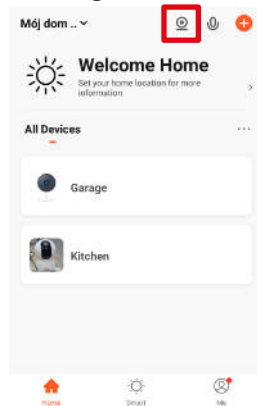 Mój dom ..
Welcome Home
Set your home location for more
information
All Devices
Garage
Kitchen
Home
Smart
Me